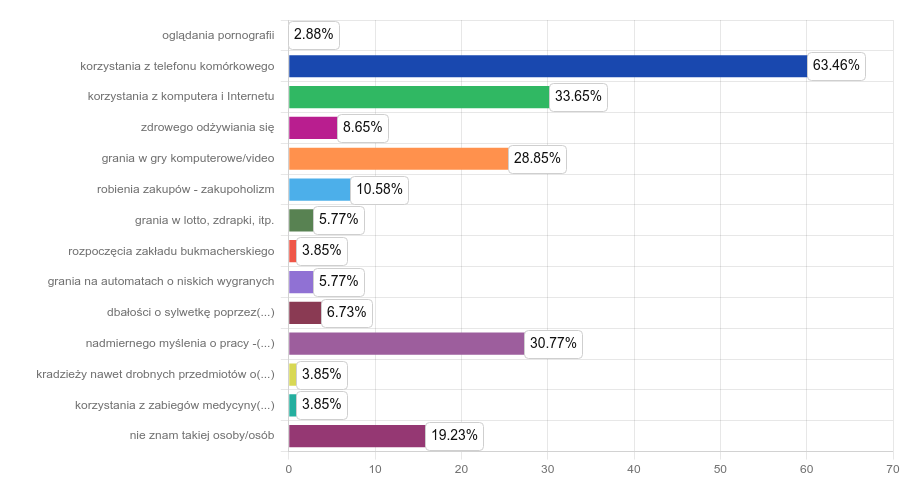 oglądania pornografii 2.88%
korzystania z telefonu komórkowego 63.46%
korzystania z komputera i Internetu 33.65%
zdrowego odżywiania się 8.65%
grania w gry komputerowe/video 28.85%
robienia zakupów - zakupoholizm 10.58%
grania w lotto, zdrapki, itp. 5.77%
rozpoczęcia zakładu bukmacherskiego 3.85%
grania na automatach o niskich wygranych 5.77%
dbałości o sylwetkę poprzez(...) 6.73%
nadmiernego myślenia o pracy -(...) 30.77%
kradzieży nawet drobnych przedmiotów o(...) 3.85%
korzystania z zabiegów medycyny(...) 3.85%
nie znam takiej osoby/osób 19.23%
0 10 20 30 40 50 60 70